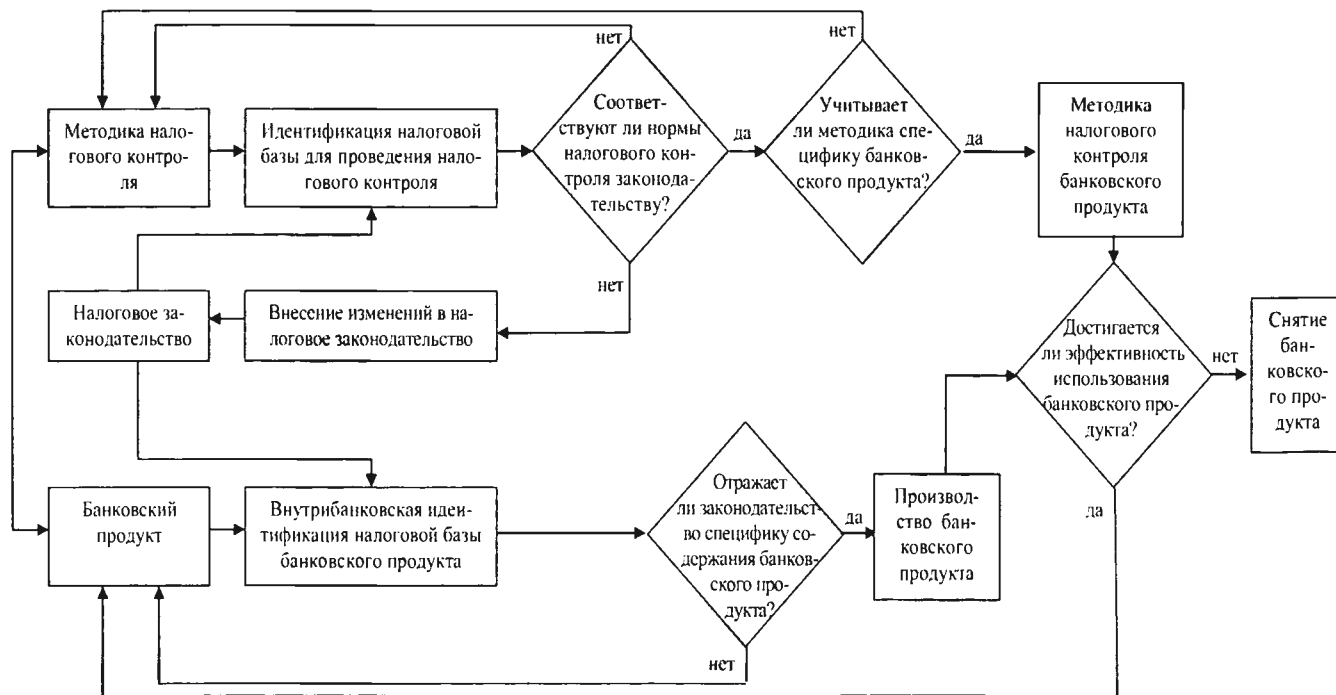 нет
нет
Методика нало-
гового контро-
ля
Идентификация налоговой
базы для проведения нало-
гового контроля
Соответ-
ствуют ли нормы
налогового кон-
троля законода-
тельству?
да
Учитывает
ли методика спе-
цифику банков-
ского продукта?
да
Методика
налогового
контроля
банковского
продукта
нет
Налоговое за-
конодательство
Внесение изменений в на-
логовое законодательство
Достигается
ли эффективность
использования
банковского про-
дукта?
нет
Снятие
бан-
ковско-
го про-
дукта
Банковский
продукт
Внутрибанковская иден-
тификация налоговой базы
банковского продукта
Отражает
ли законодательст-
во специфику со-
держания банков-
ского про-
дукта?
да
Производ-
ство бан-
ковского
продукта
да
нет